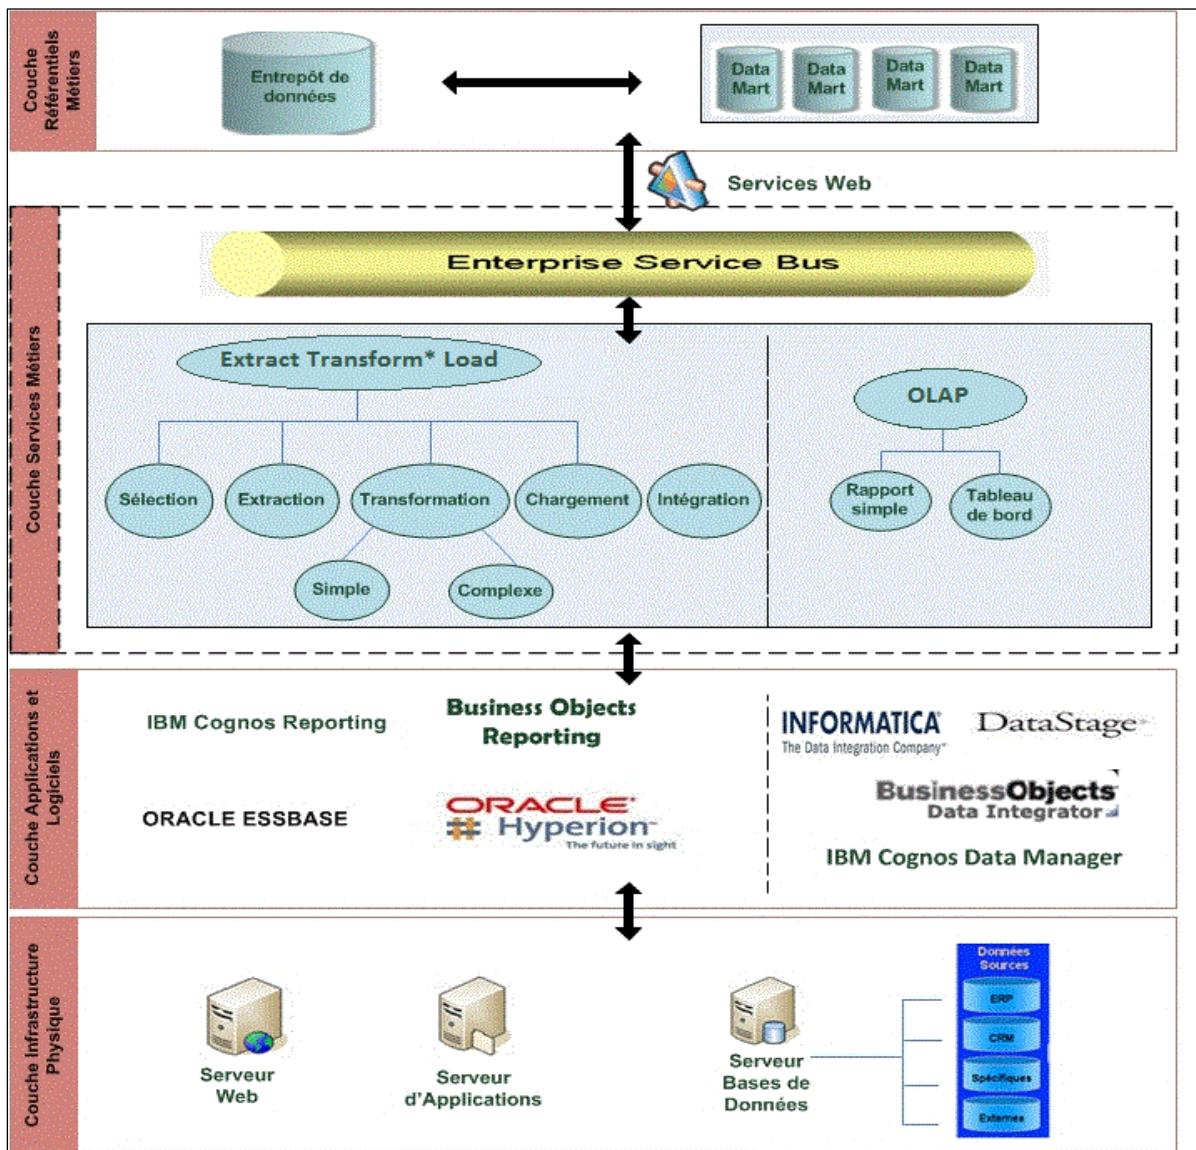 Couche
Référentiels
Métiers
Entrepôt de
données
Data
Mart
Data
Mart
Data
Mart
Data
Mart
Services Web
Couche Services Métiers
Enterprise Service Bus
Extract Transform* Load
OLAP
Sélection
Extraction
Transformation
Chargement
Intégration
Rapport
simple
Tableau
de bord
Simple
Complexe
Couche Applications et
Logiciels
IBM Cognos Reporting
Business Objects
Reporting
INFORMATICA
The Data Integration Company
DataStage
ORACLE ESSBASE
ORACLE
Hyperion
The future in sight
BusinessObjects
Data Integrator
IBM Cognos Data Manager
Couche Infrastructure
Physique
Serveur
Web
Serveur
d'Applications
Serveur
Bases de
Données
Données
Sources
ERP
CRM
Spécifiques
Externes